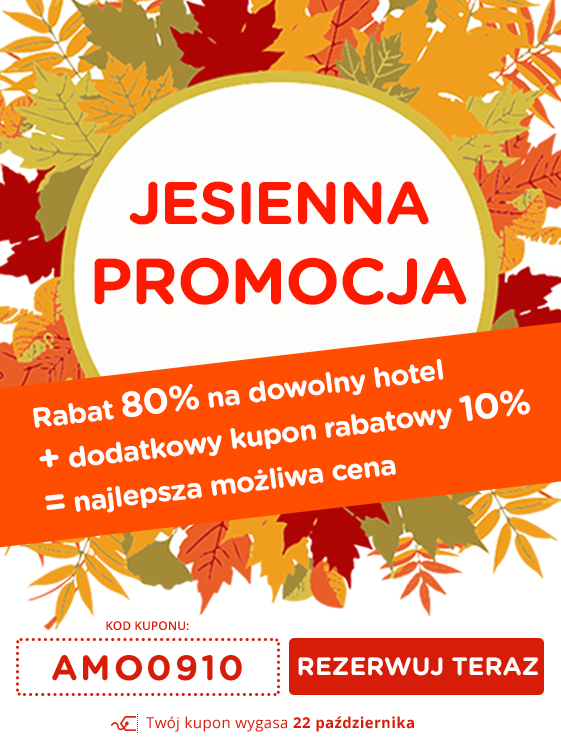 JESIENNA
PROMOCJA
Rabat 80% na dowolny hotel
+ dodatkowy kupon rabatowy 10%
= najlepsza możliwa cena
KOD KUPONU:
AMO0910
REZERWUJ TERAZ
Twój kupon wygasa 22 października